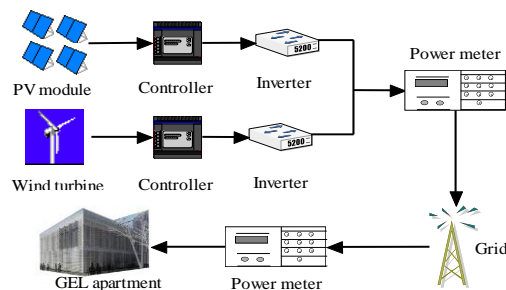 5200
PV module
Controller
Inverter
Power meter
5200
Wind turbine
Controller
Inverter
Grid
GEL apartment
Power meter